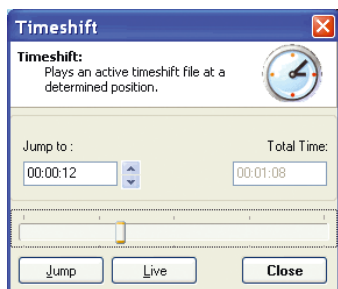 Timeshift
Timeshift:
Plays an active timeshift file at a
determined position.
Jump to :
Total Time:
00:00:12
00:01:08
Jump
Live
Close